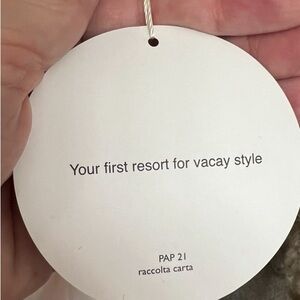 Your first resort for vacay style
PAP 21
raccolta carta